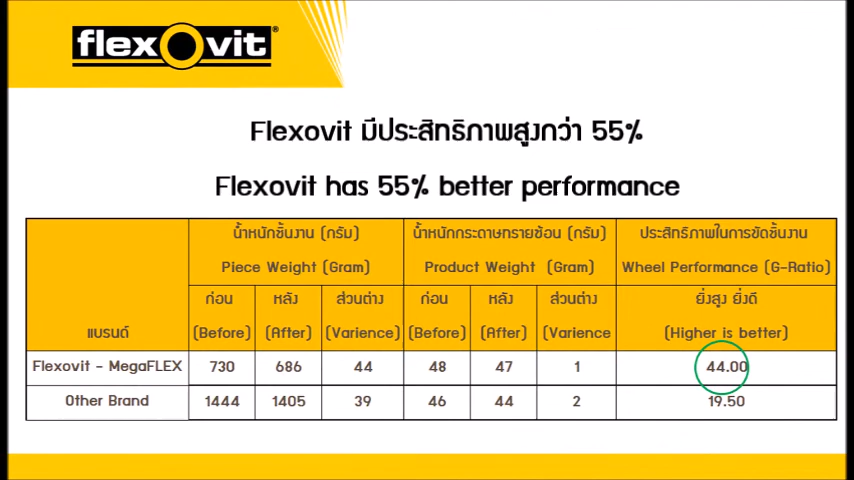 flexovit®
Flexovit มีประสิทธิภาพสูงกว่า 55%
Flexovit has 55% better performance
แบรนด์
น้ำหนักชิ้นงาน (กรัม)
Piece Weight (Gram)
น้ำหนักกระดาษทรายซ้อน (กรัม)
Product Weight (Gram)
ประสิทธิภาพในการขัดชิ้นงาน
Wheel Performance (G-Ratio)
ก่อน หลัง ส่วนต่าง ก่อน หลัง ส่วนต่าง ยิ่งสูง ยิ่งดี
(Before) (After) (Varience) (Before) (After) (Varience (Higher is better)
Flexovit - MegaFLEX 730 686 44 48 47 1 44.00
Other Brand 1444 1405 39 46 44 2 19.50